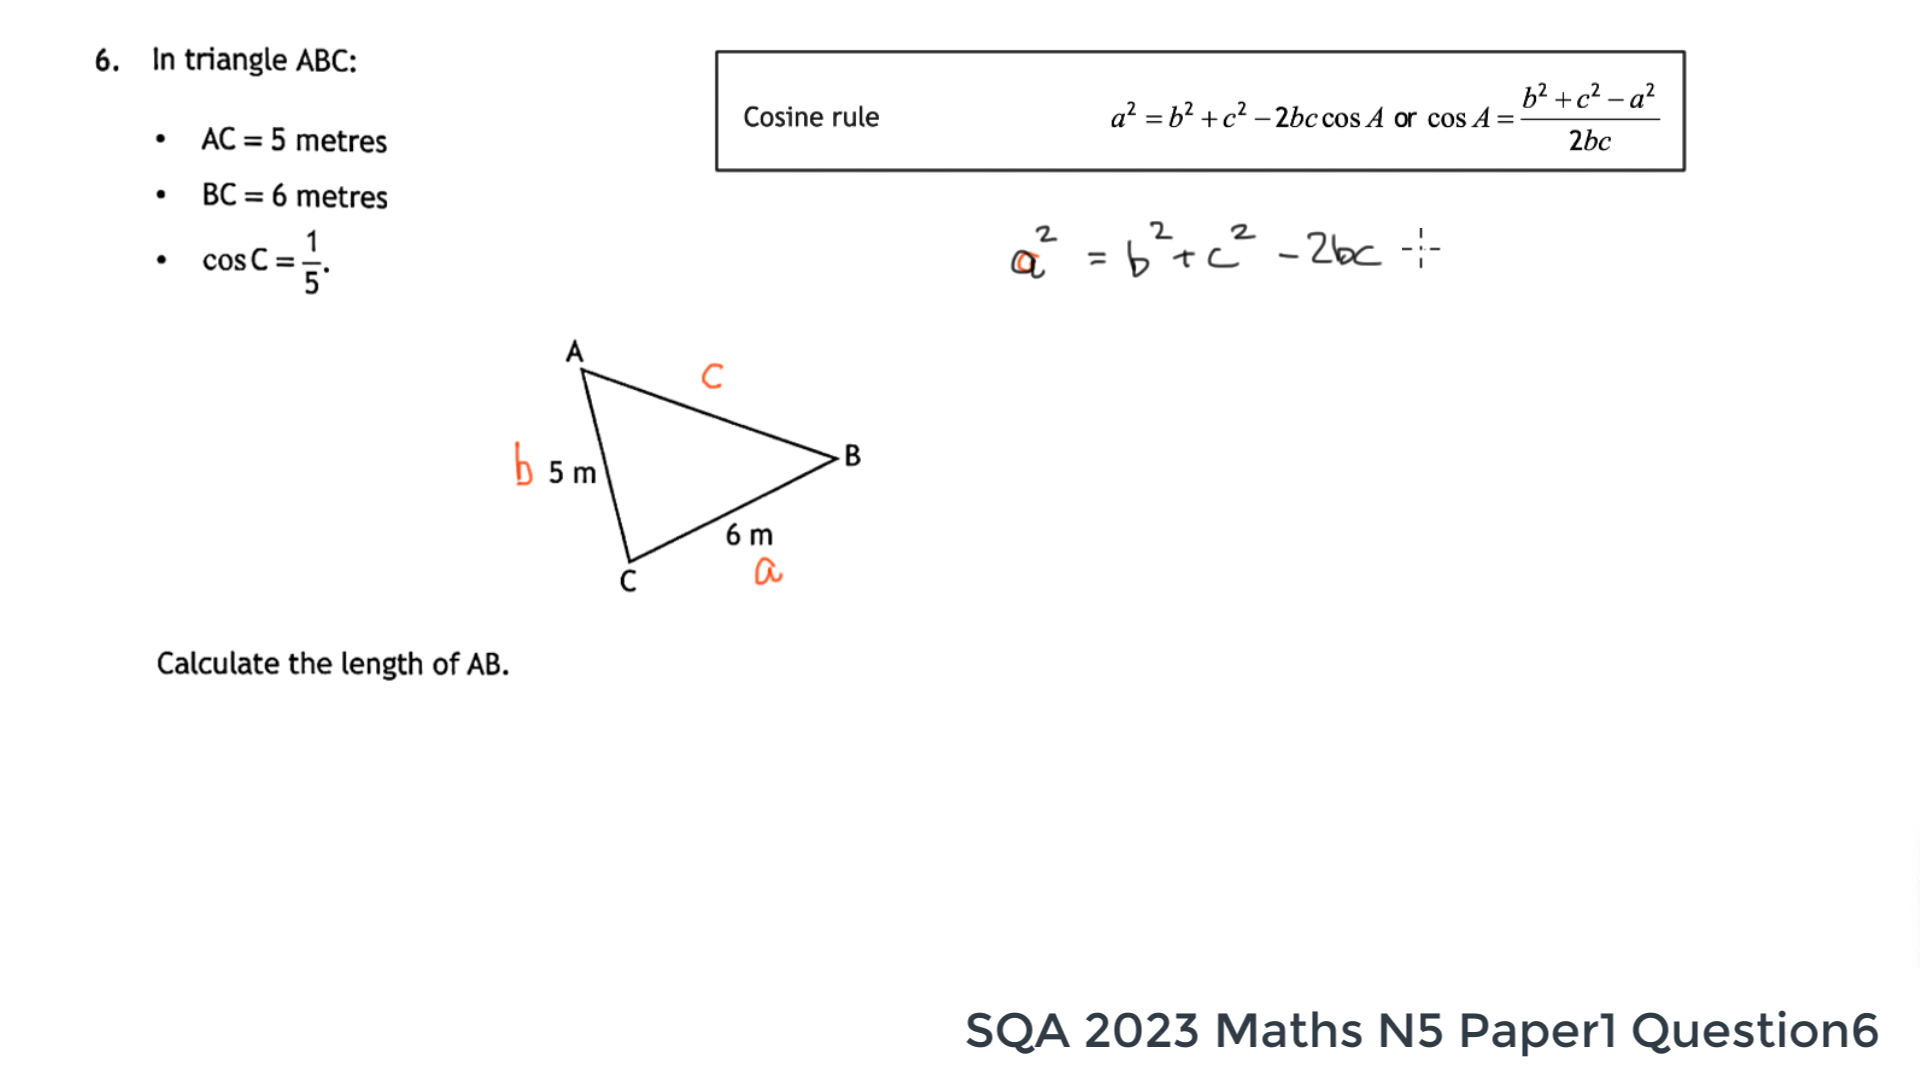 6. In triangle ABC:
• AC = 5 metres
• BC = 6 metres
• cos C = 1/5.
Cosine rule a² = b² + c² − 2bc cos A or cos A = (b² + c² − a²)/2bc
a² = b² + c² − 2bc
A
c
B
b 5 m
6 m
a
C
Calculate the length of AB.
SQA 2023 Maths N5 Paper1 Question6